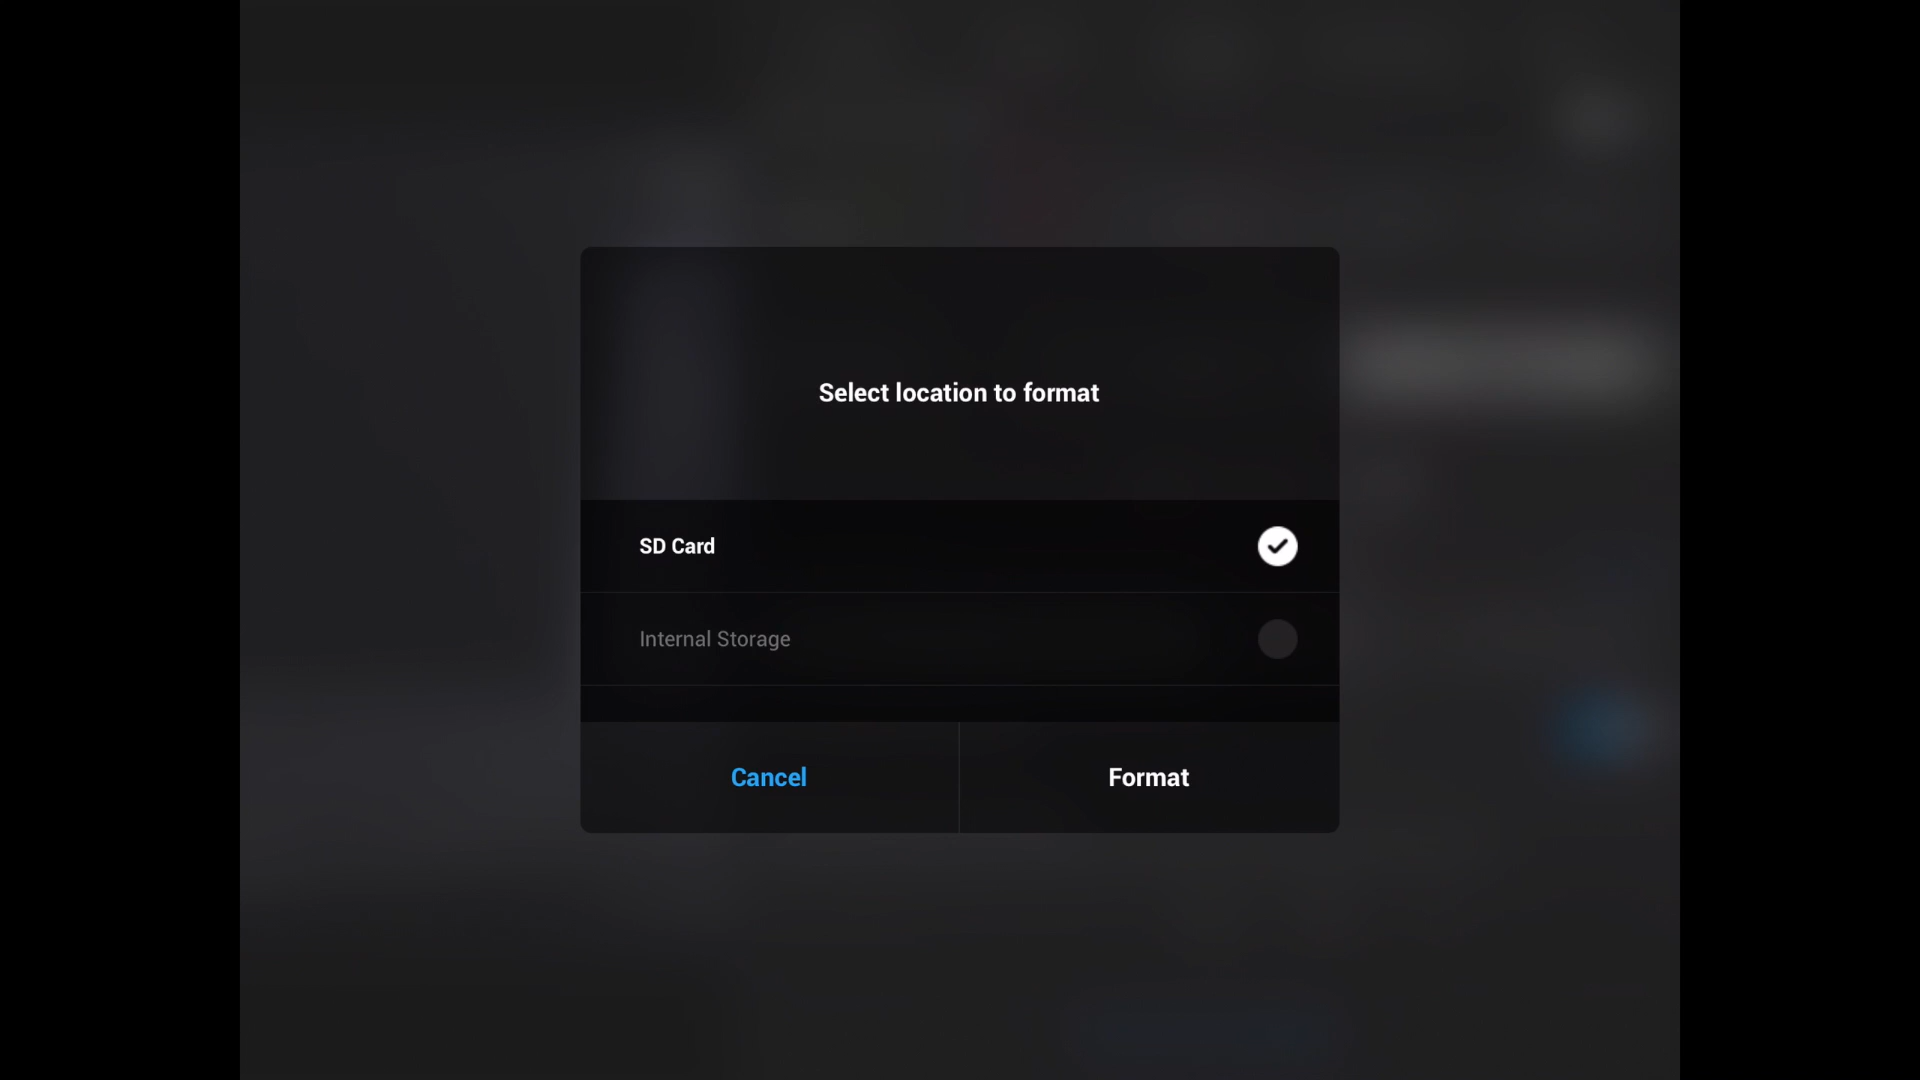 Select location to format
SD Card
Internal Storage
Cancel
Format